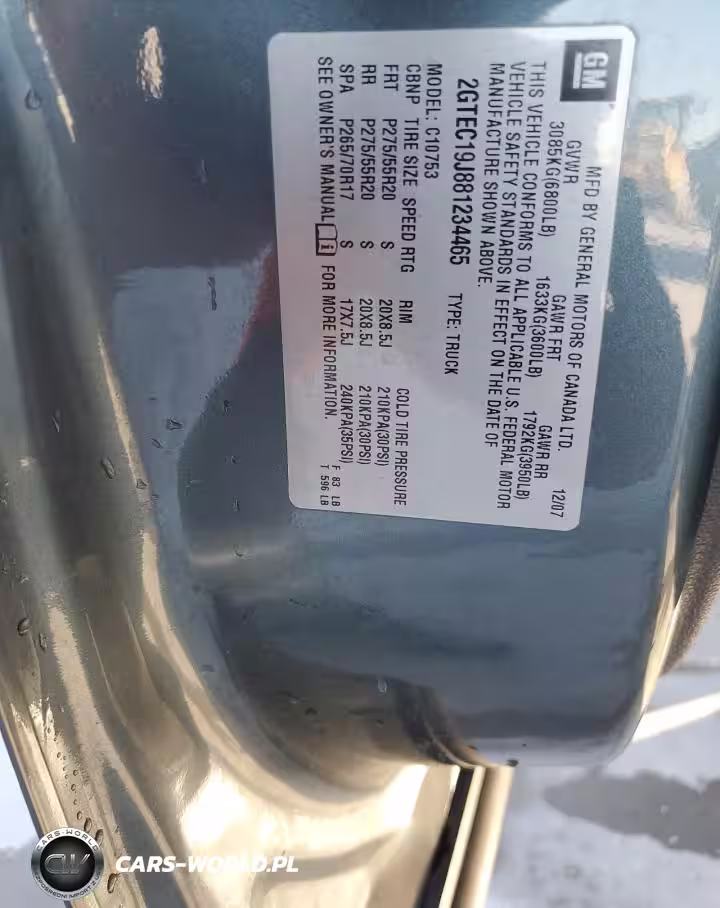 GM
MFD BY GENERAL MOTORS OF CANADA LTD. 12/07
GVWR GAWR FRT GAWR RR
3085KG(6800LB) 1633KG(3600LB) 1792KG(3950LB)
THIS VEHICLE CONFORMS TO ALL APPLICABLE U.S. FEDERAL MOTOR
VEHICLE SAFETY STANDARDS IN EFFECT ON THE DATE OF
MANUFACTURE SHOWN ABOVE.
2GTEC19J881234465 TYPE: TRUCK
MODEL: C10753
CBNP TIRE SIZE SPEED RTG RIM COLD TIRE PRESSURE
FRT P275/55R20 S 20X8.5J 210KPA(30PSI)
RR P275/55R20 S 20X8.5J 210KPA(30PSI)
SPA P265/70R17 S 17X7.5J 240KPA(35PSI)
SEE OWNER'S MANUAL i FOR MORE INFORMATION.
F 83 LB
T 596 LB
CARS-WORLD
CW
CARS-WORLD.PL